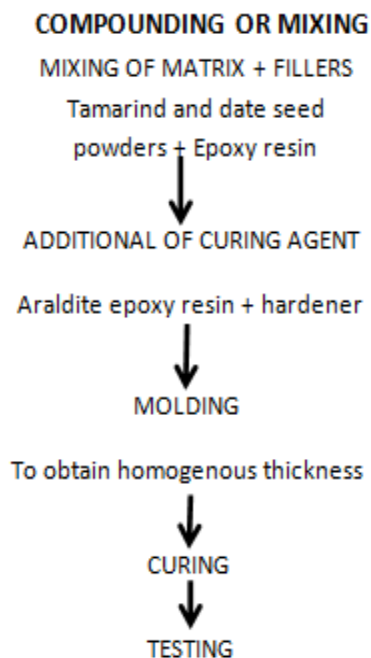 COMPOUNDING OR MIXING
MIXING OF MATRIX + FILLERS
Tamarind and date seed
powders + Epoxy resin
ADDITIONAL OF CURING AGENT
Araldite epoxy resin + hardener
MOLDING
To obtain homogenous thickness
CURING
TESTING